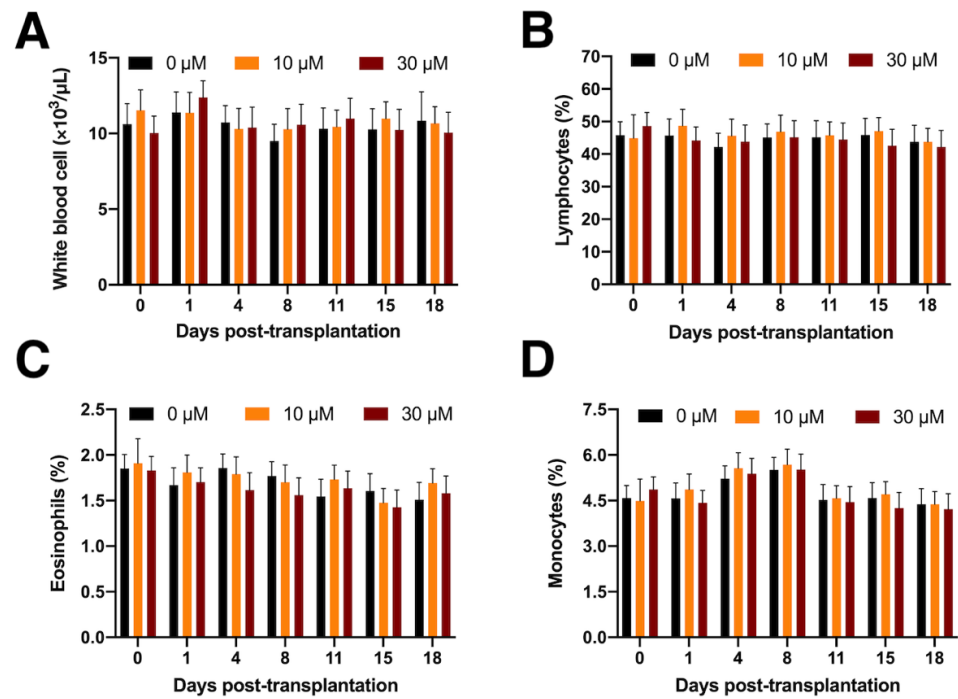 A
0 μM 10 μM 30 μM
White blood cell (×10³/μL)
15
10
5
0
0 1 4 8 11 15 18
Days post-transplantation
B
0 μM 10 μM 30 μM
Lymphocytes (%)
70
60
50
40
30
20
10
0
0 1 4 8 11 15 18
Days post-transplantation
C
0 μM 10 μM 30 μM
Eosinophils (%)
2.5
2.0
1.5
1.0
0.5
0.0
0 1 4 8 11 15 18
Days post-transplantation
D
0 μM 10 μM 30 μM
Monocytes (%)
7.5
6.0
4.5
3.0
1.5
0.0
0 1 4 8 11 15 18
Days post-transplantation